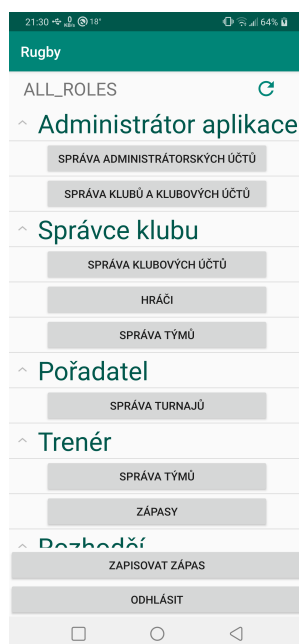 21:30 18° 64%
Rugby
ALL_ROLES
Administrátor aplikace
SPRÁVA ADMINISTRÁTORSKÝCH ÚČTŮ
SPRÁVA KLUBŮ A KLUBOVÝCH ÚČTŮ
Správce klubu
SPRÁVA KLUBOVÝCH ÚČTŮ
HRÁČI
SPRÁVA TÝMŮ
Pořadatel
SPRÁVA TURNAJŮ
Trenér
SPRÁVA TÝMŮ
ZÁPASY
Rozhodčí
ZAPISOVAT ZÁPAS
ODHLÁSIT